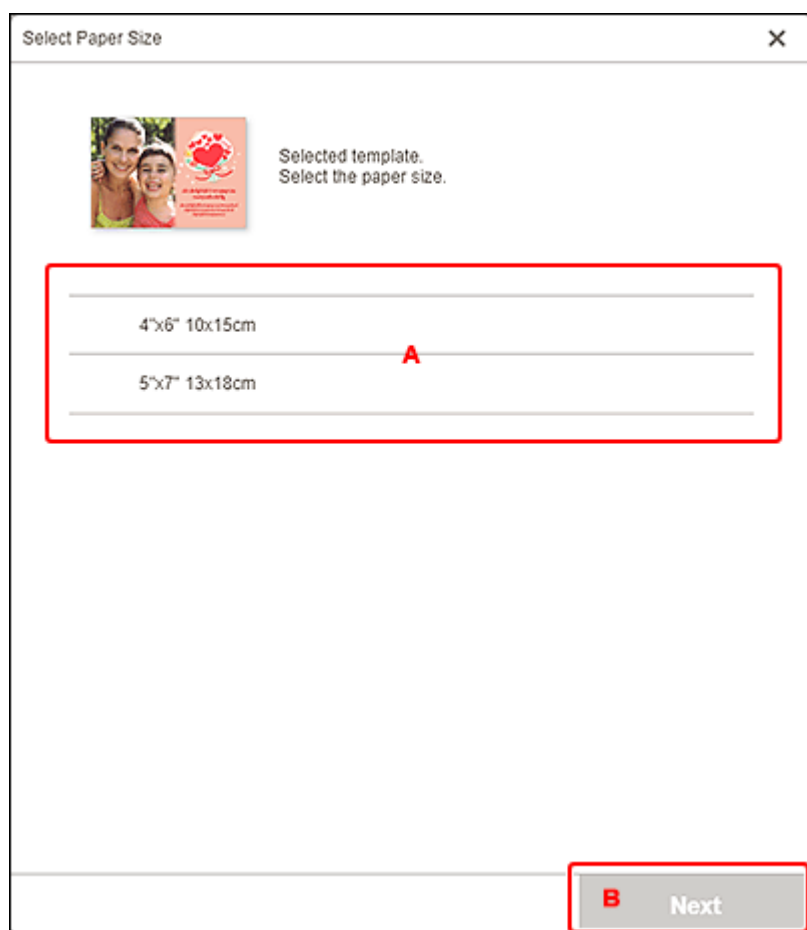 Select Paper Size
Selected template.
Select the paper size.
4"x6" 10x15cm
A
5"x7" 13x18cm
B
Next